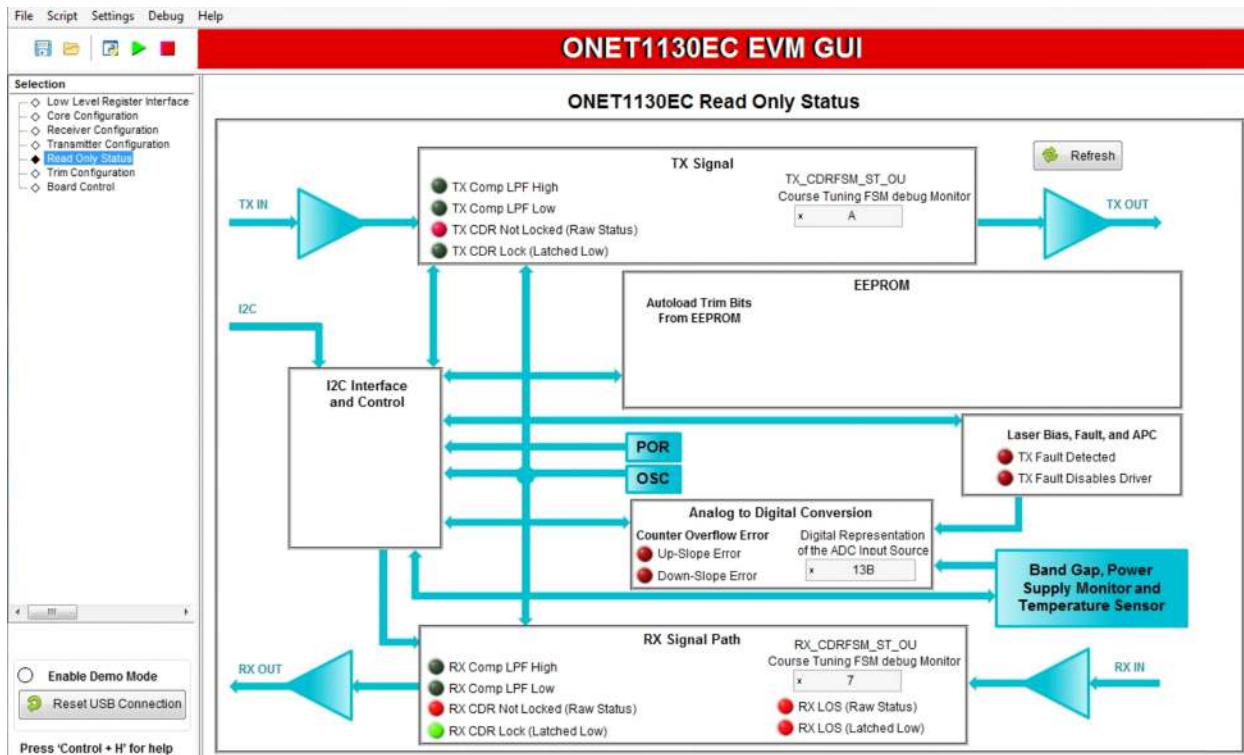 File Script Settings Debug Help
ONET1130EC EVM GUI
Selection
Low Level Register Interface
Core Configuration
Receiver Configuration
Transmitter Configuration
Read Only Status
Trim Configuration
Board Control
Enable Demo Mode
Reset USB Connection
Press 'Control + H' for help
ONET1130EC Read Only Status
Refresh
TX IN
TX Signal
TX Comp LPF High
TX Comp LPF Low
TX CDR Not Locked (Raw Status)
TX CDR Lock (Latched Low)
TX_CDRFSM_ST_OU
Course Tuning FSM debug Monitor
x A
TX OUT
I2C
EEPROM
Autoload Trim Bits
From EEPROM
I2C Interface
and Control
POR
OSC
Laser Bias, Fault, and APC
TX Fault Detected
TX Fault Disables Driver
Analog to Digital Conversion
Counter Overflow Error
Up-Slope Error
Down-Slope Error
Digital Representation
of the ADC Input Source
x 13B
Band Gap, Power
Supply Monitor and
Temperature Sensor
RX OUT
RX Signal Path
RX Comp LPF High
RX Comp LPF Low
RX CDR Not Locked (Raw Status)
RX CDR Lock (Latched Low)
RX_CDRFSM_ST_OU
Course Tuning FSM debug Monitor
x 7
RX LOS (Raw Status)
RX LOS (Latched Low)
RX IN